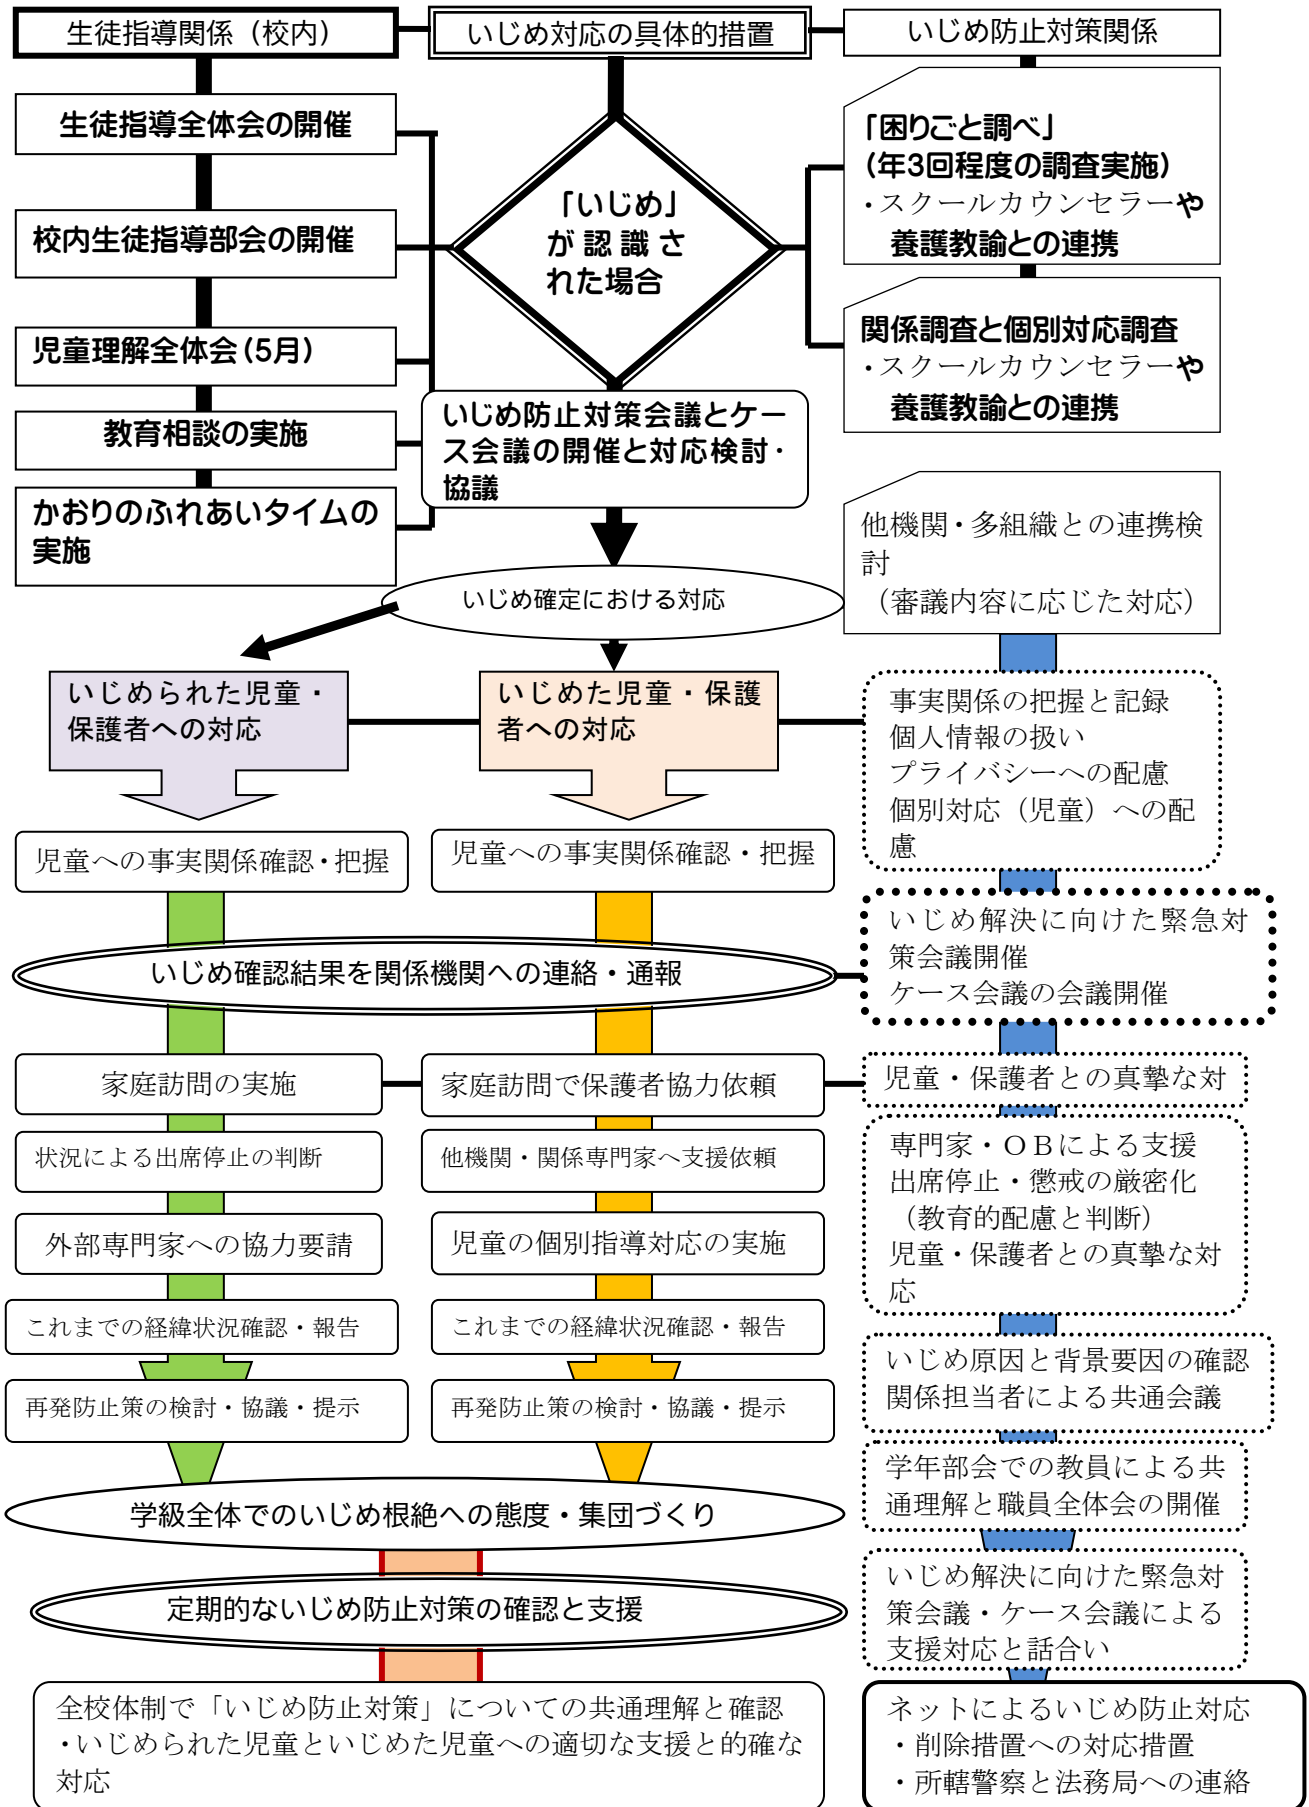 生徒指導関係（校内）
いじめ対応の具体的措置
いじめ防止対策関係
生徒指導全体会の開催
校内生徒指導部会の開催
児童理解全体会(5月)
教育相談の実施
かおりのふれあいタイムの
実施
「いじめ」
が認識さ
れた場合
「困りごと調べ」
(年3回程度の調査実施)
・スクールカウンセラーや
養護教諭との連携
関係調査と個別対応調査
・スクールカウンセラーや
養護教諭との連携
いじめ防止対策会議とケー
ス会議の開催と対応検討・
協議
他機関・多組織との連携検
討
（審議内容に応じた対応）
いじめ確定における対応
いじめられた児童・
保護者への対応
いじめた児童・保護
者への対応
事実関係の把握と記録
個人情報の扱い
プライバシーへの配慮
個別対応（児童）への配
慮
児童への事実関係確認・把握
児童への事実関係確認・把握
いじめ解決に向けた緊急対
策会議開催
ケース会議の会議開催
いじめ確認結果を関係機関への連絡・通報
家庭訪問の実施
家庭訪問で保護者協力依頼
児童・保護者との真摯な対
状況による出席停止の判断
他機関・関係専門家へ支援依頼
専門家・ＯＢによる支援
出席停止・懲戒の厳密化
（教育的配慮と判断）
児童・保護者との真摯な対
応
外部専門家への協力要請
児童の個別指導対応の実施
これまでの経緯状況確認・報告
これまでの経緯状況確認・報告
いじめ原因と背景要因の確認
関係担当者による共通会議
再発防止策の検討・協議・提示
再発防止策の検討・協議・提示
学年部会での教員による共
通理解と職員全体会の開催
学級全体でのいじめ根絶への態度・集団づくり
いじめ解決に向けた緊急対
策会議・ケース会議による
支援対応と話合い
定期的ないじめ防止対策の確認と支援
全校体制で「いじめ防止対策」についての共通理解と確認
・いじめられた児童といじめた児童への適切な支援と的確な
対応
ネットによるいじめ防止対応
・削除措置への対応措置
・所轄警察と法務局への連絡